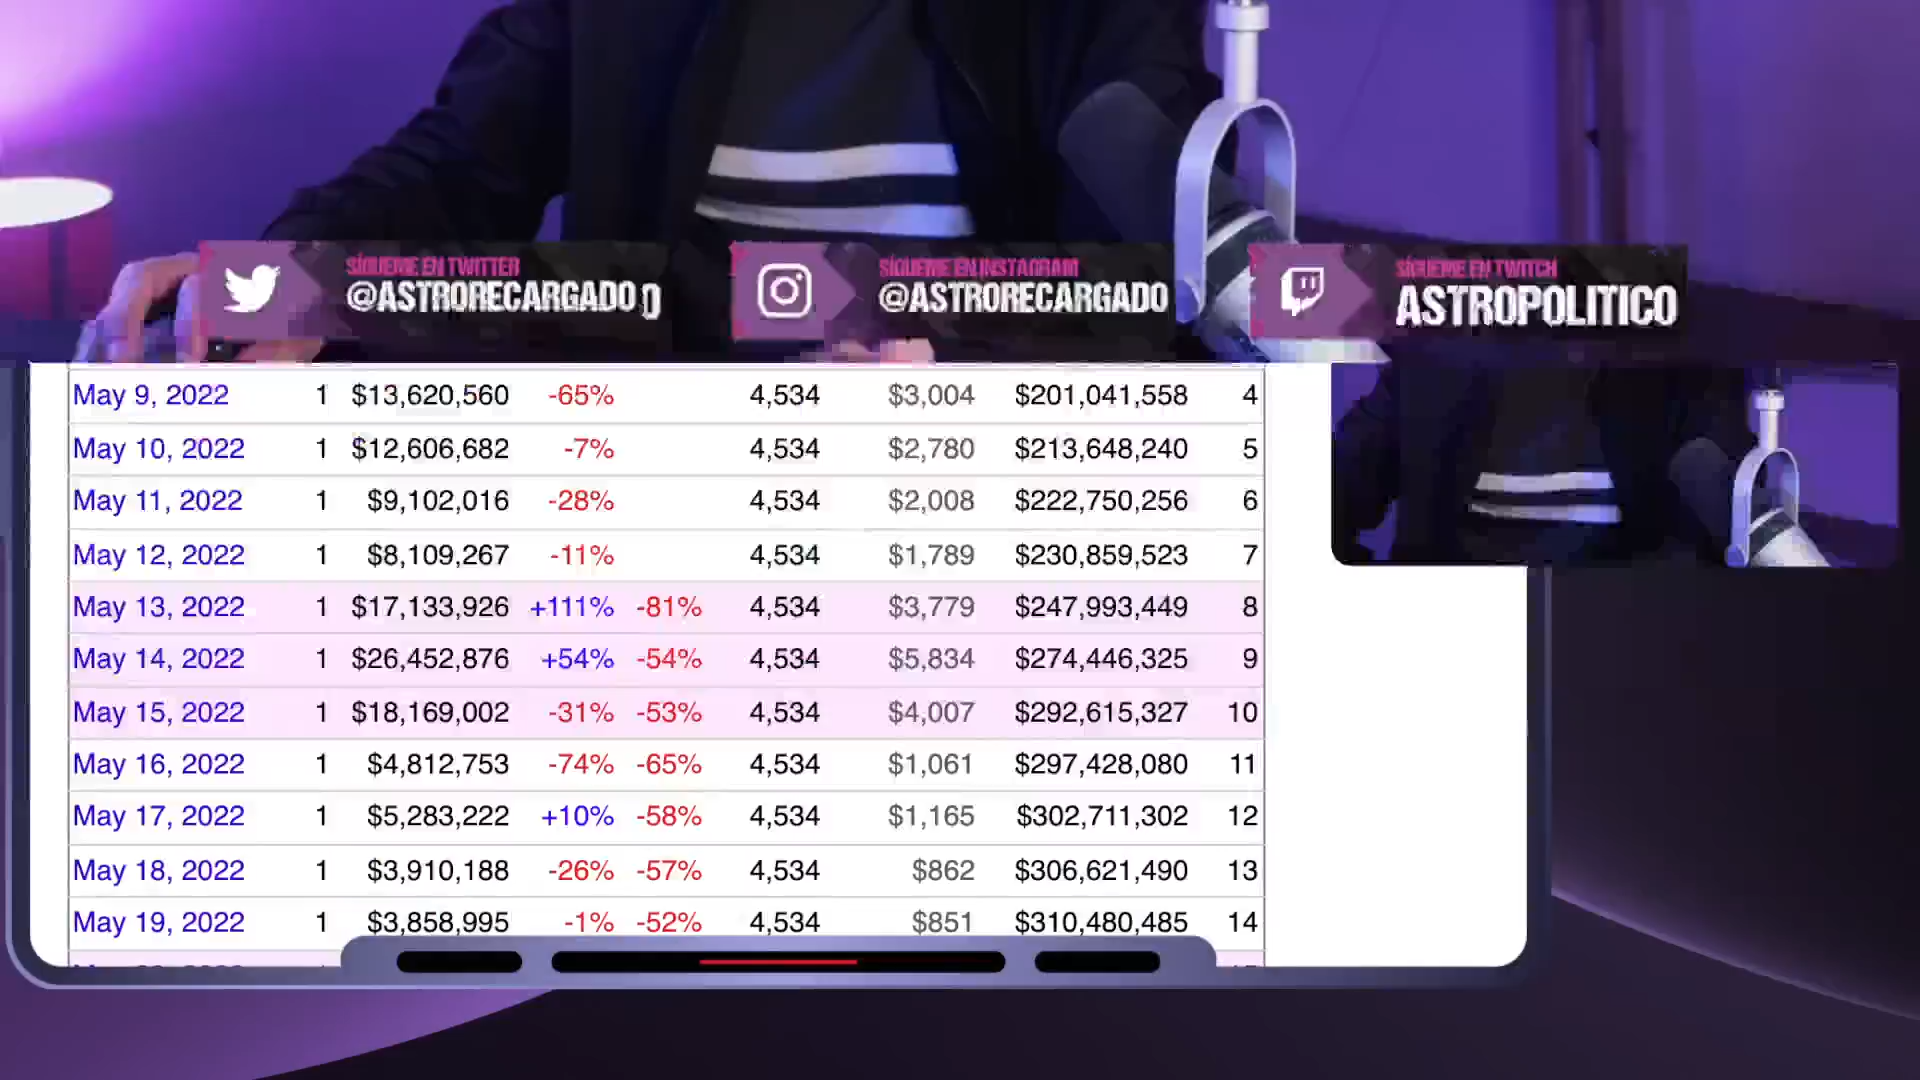 SÍGUEME EN TWITTER
@ASTRORECARGADO
SÍGUEME EN INSTAGRAM
@ASTRORECARGADO
SÍGUEME EN TWITCH
ASTROPOLITICO
May 9, 2022 1 $13,620,560 -65% 4,534 $3,004 $201,041,558 4
May 10, 2022 1 $12,606,682 -7% 4,534 $2,780 $213,648,240 5
May 11, 2022 1 $9,102,016 -28% 4,534 $2,008 $222,750,256 6
May 12, 2022 1 $8,109,267 -11% 4,534 $1,789 $230,859,523 7
May 13, 2022 1 $17,133,926 +111% -81% 4,534 $3,779 $247,993,449 8
May 14, 2022 1 $26,452,876 +54% -54% 4,534 $5,834 $274,446,325 9
May 15, 2022 1 $18,169,002 -31% -53% 4,534 $4,007 $292,615,327 10
May 16, 2022 1 $4,812,753 -74% -65% 4,534 $1,061 $297,428,080 11
May 17, 2022 1 $5,283,222 +10% -58% 4,534 $1,165 $302,711,302 12
May 18, 2022 1 $3,910,188 -26% -57% 4,534 $862 $306,621,490 13
May 19, 2022 1 $3,858,995 -1% -52% 4,534 $851 $310,480,485 14